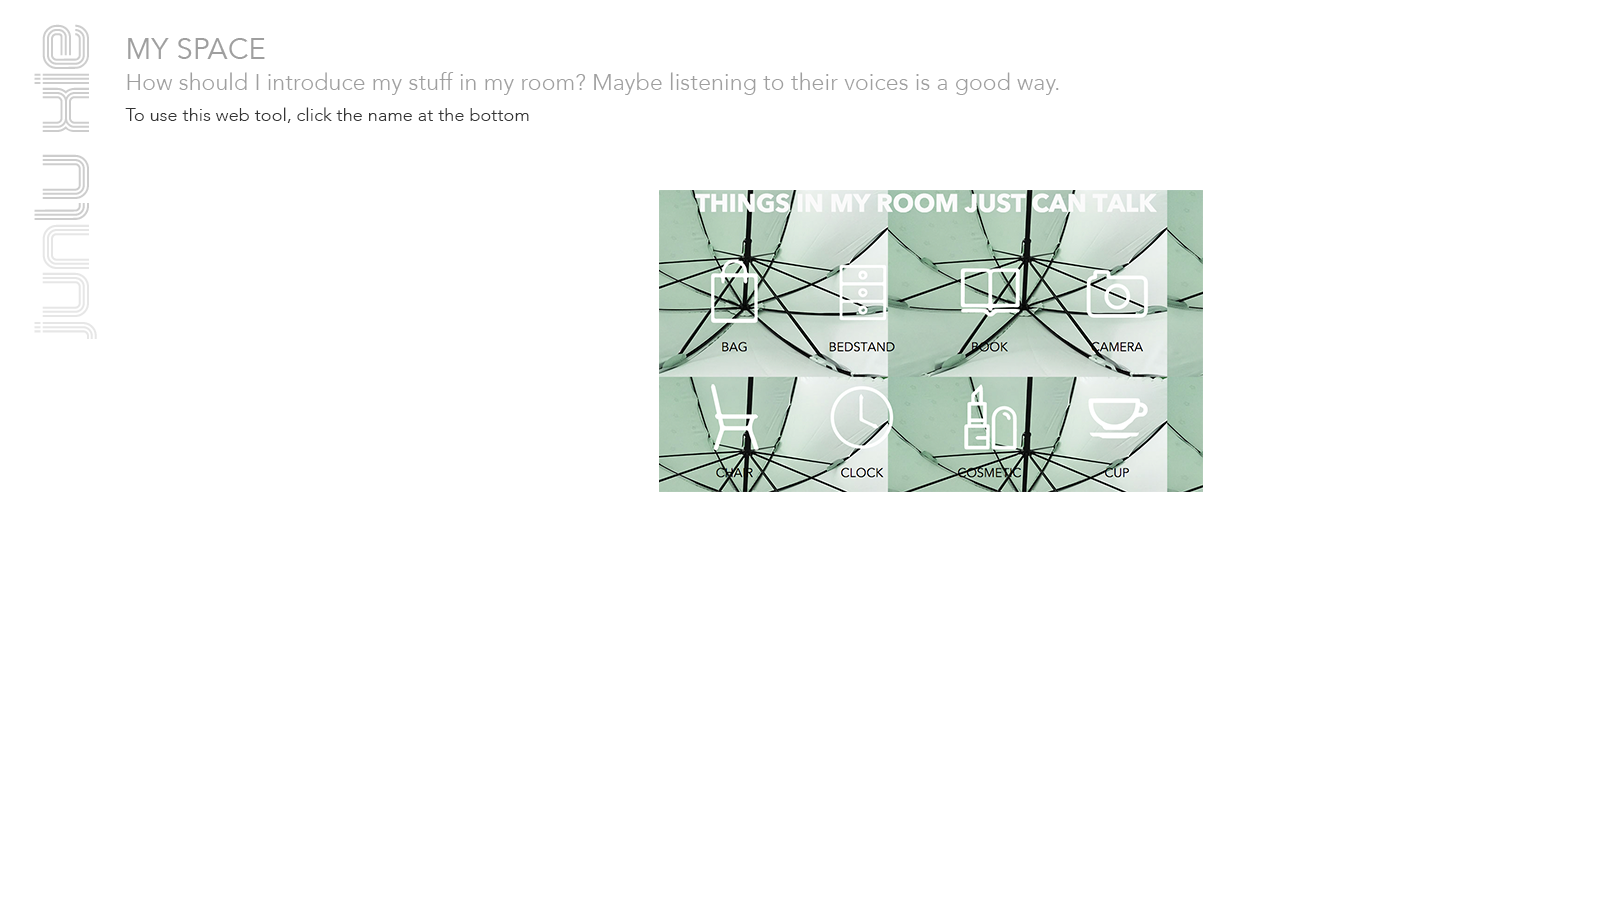 junu xie
MY SPACE
How should I introduce my stuff in my room? Maybe listening to their voices is a good way.
To use this web tool, click the name at the bottom
THINGS IN MY ROOM JUST CAN TALK
BAG
BEDSTAND
BOOK
CAMERA
CHAIR
CLOCK
COSMETIC
CUP